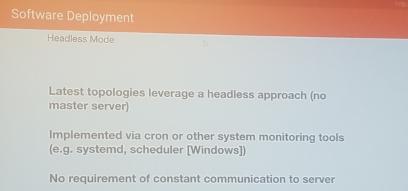 Software Deployment
Headless Mode
Latest topologies leverage a headless approach (no
master server)
Implemented via cron or other system monitoring tools
(e.g. systemd, scheduler [Windows])
No requirement of constant communication to server